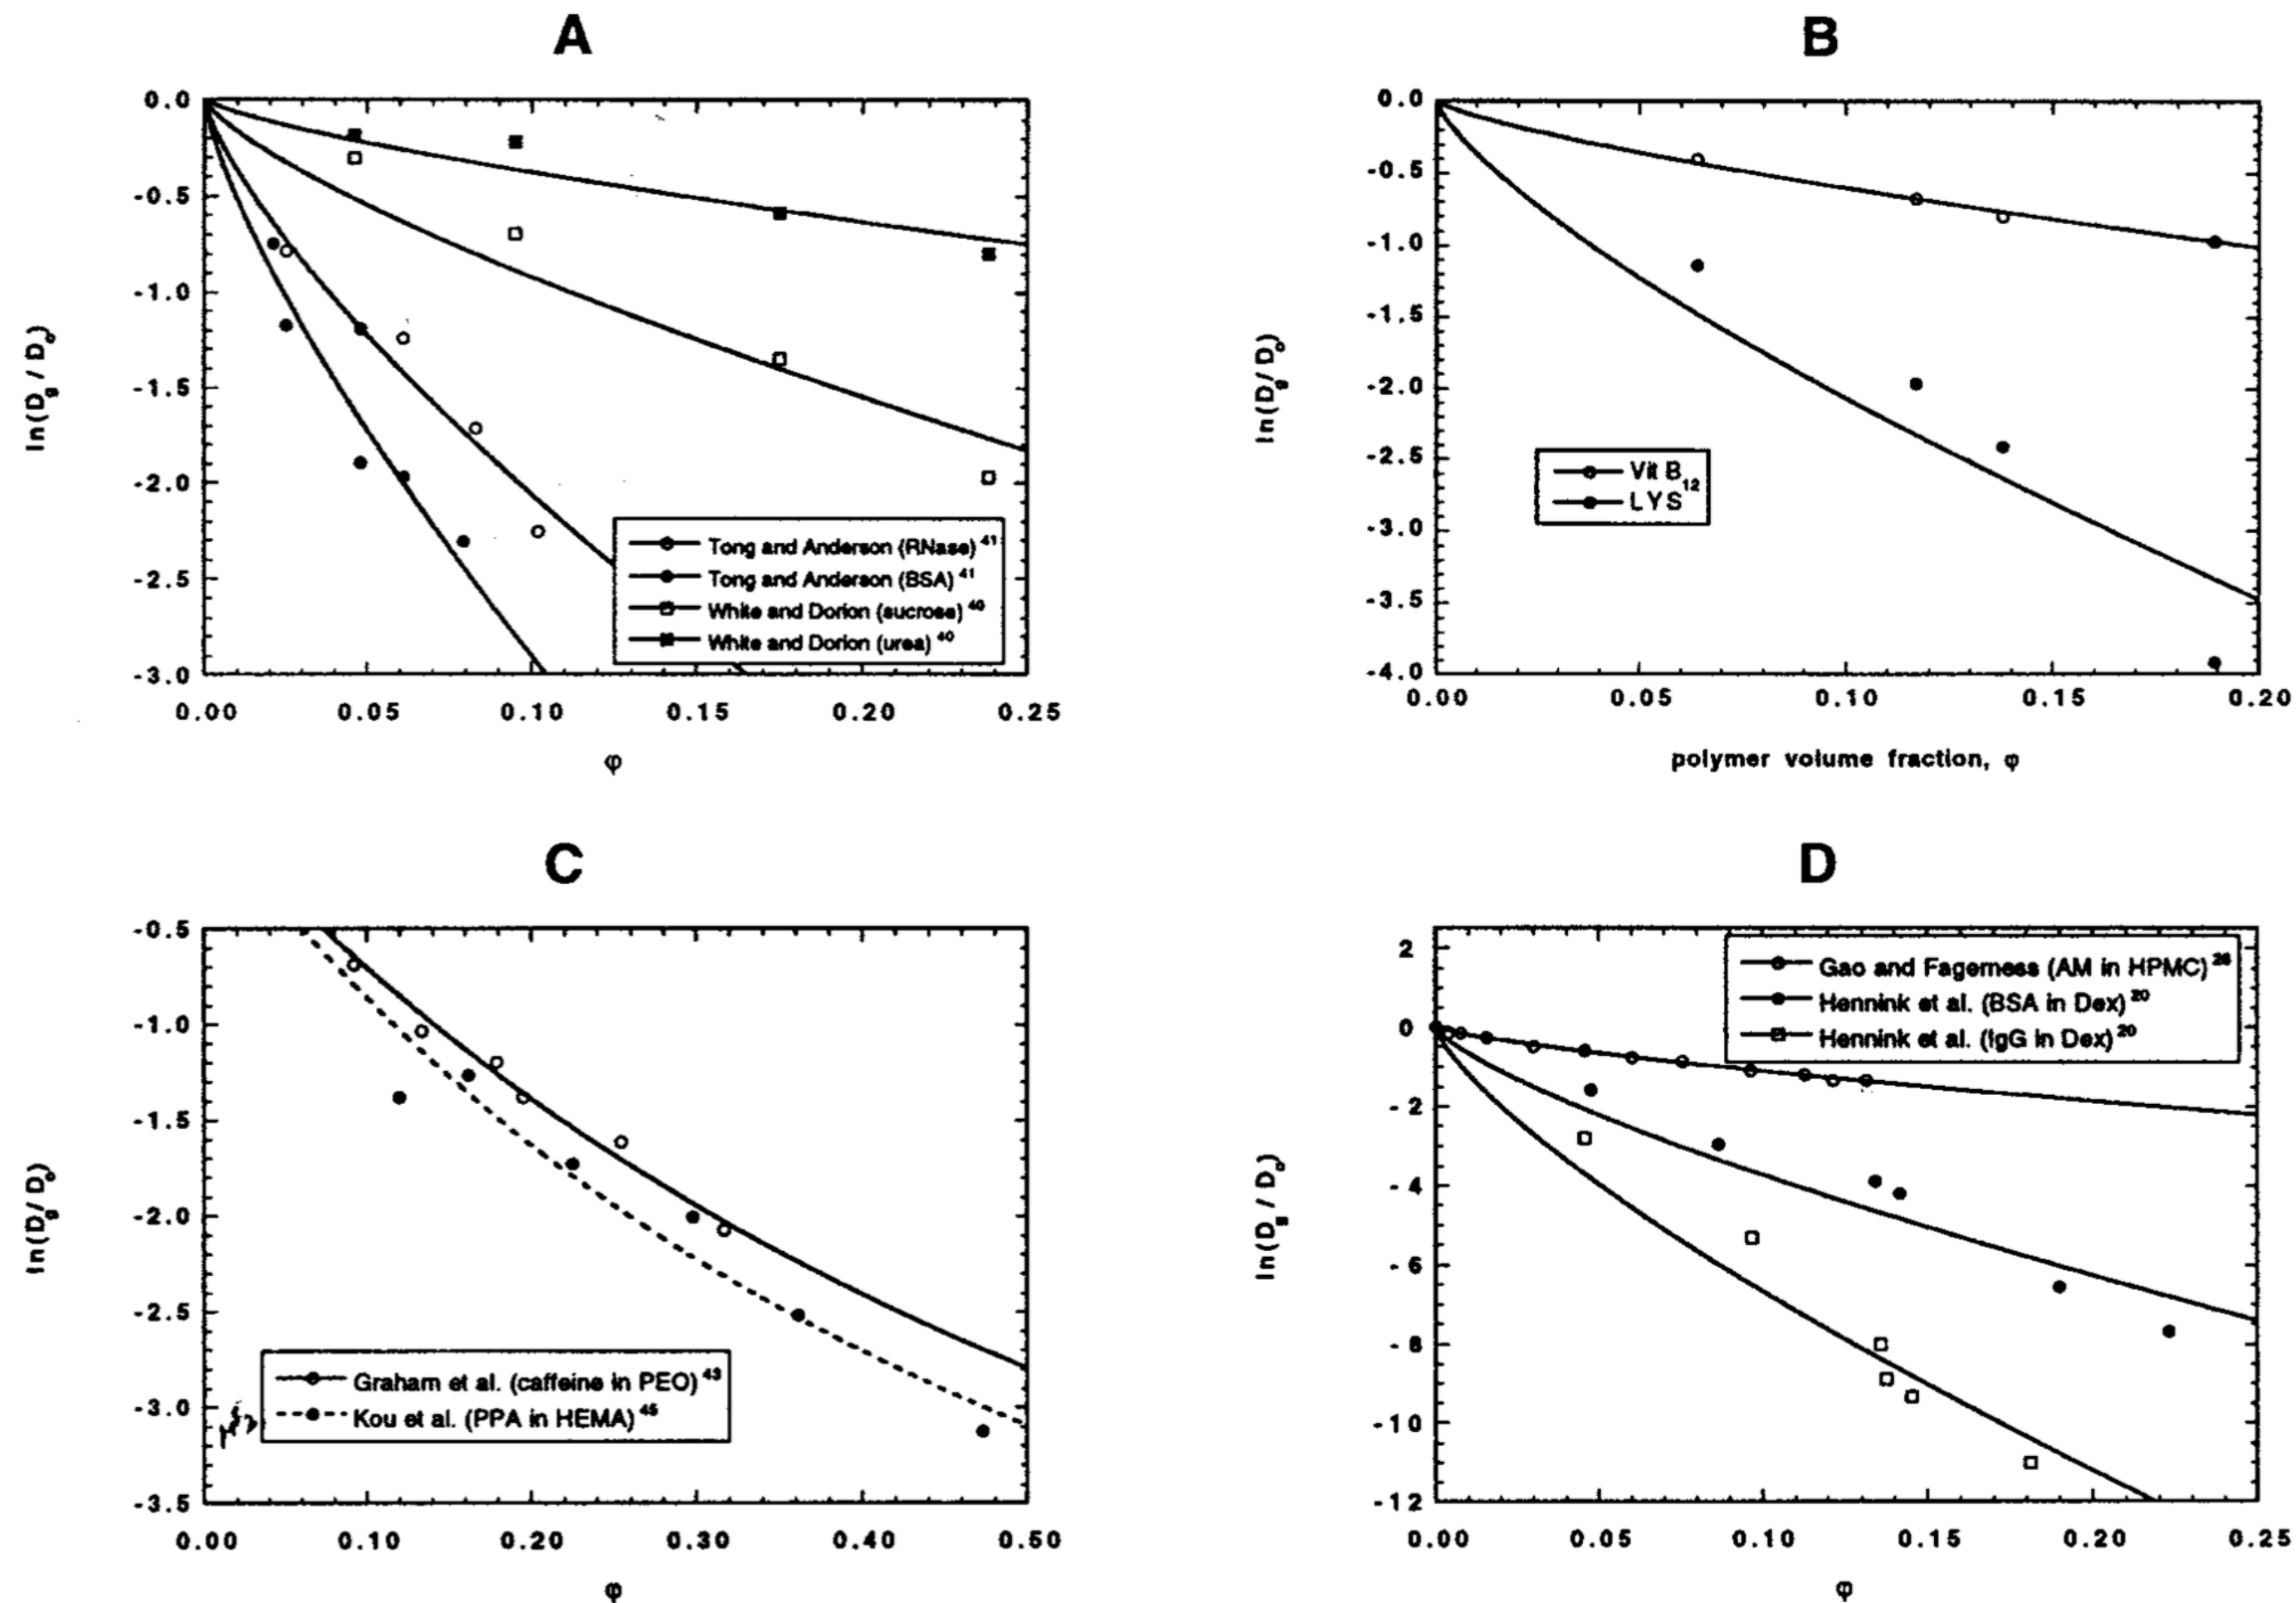 A
0.0
-0.5
-1.0
-1.5
-2.0
-2.5
-3.0
ln(Dg / Do)
Tong and Anderson (RNase) 41
Tong and Anderson (BSA) 41
White and Dorion (sucrose) 40
White and Dorion (urea) 40
0.00 0.05 0.10 0.15 0.20 0.25
φ
B
0.0
-0.5
-1.0
-1.5
-2.0
-2.5
-3.0
-3.5
-4.0
ln(Dg/Do)
Vit B12
LYS
0.00 0.05 0.10 0.15 0.20
polymer volume fraction, φ
C
-0.5
-1.0
-1.5
-2.0
-2.5
-3.0
-3.5
ln(Dg/Do)
Graham et al. (caffeine in PEO) 43
Kou et al. (PPA in HEMA) 45
0.00 0.10 0.20 0.30 0.40 0.50
φ
D
2
0
-2
-4
-6
-8
-10
-12
ln(Dg / Do)
Gao and Fagerness (AM in HPMC) 26
Hennink et al. (BSA in Dex) 20
Hennink et al. (IgG in Dex) 20
0.00 0.05 0.10 0.15 0.20 0.25
φ